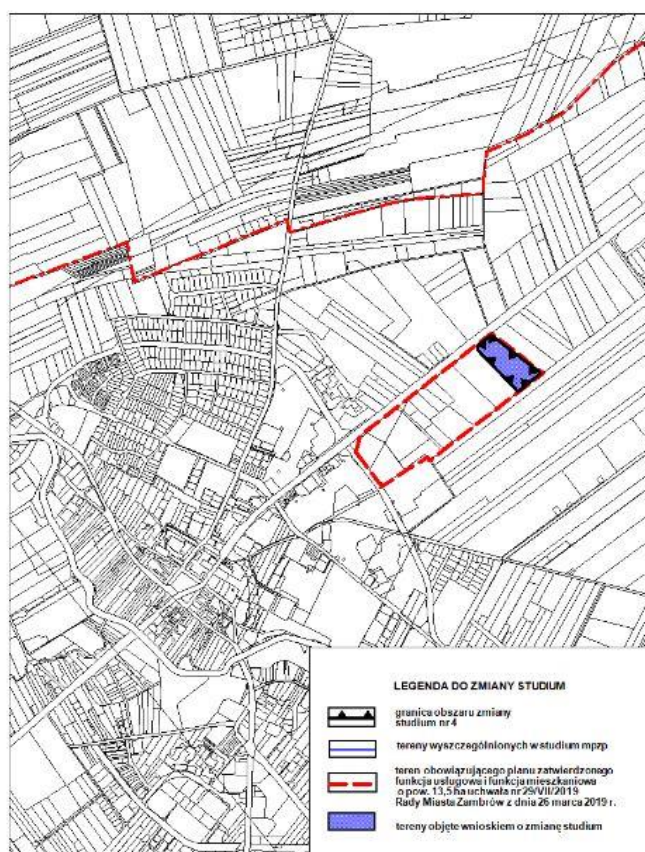 LEGENDA DO ZMIANY STUDIUM
granica obszaru zmiany
studium nr 4
tereny wyszczególnionych w studium mpzp
teren obowiązującego planu zatwierdzonego
funkcja usługowa i funkcja mieszkaniowa
o pow. 13,5 ha uchwała nr 29/VII/2019
Rady Miasta Zambrów z dnia 26 marca 2019 r.
tereny objęte wnioskiem o zmianę studium